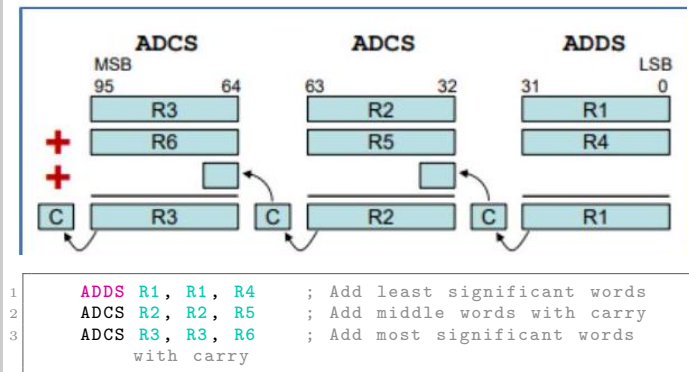 ADCS ADCS ADDS
MSB LSB
95 64 63 32 31 0
R3 R2 R1
+ R6 R5 R4
+
C R3 C R2 C R1
1 ADDS R1, R1, R4 ; Add least significant words
2 ADCS R2, R2, R5 ; Add middle words with carry
3 ADCS R3, R3, R6 ; Add most significant words
with carry